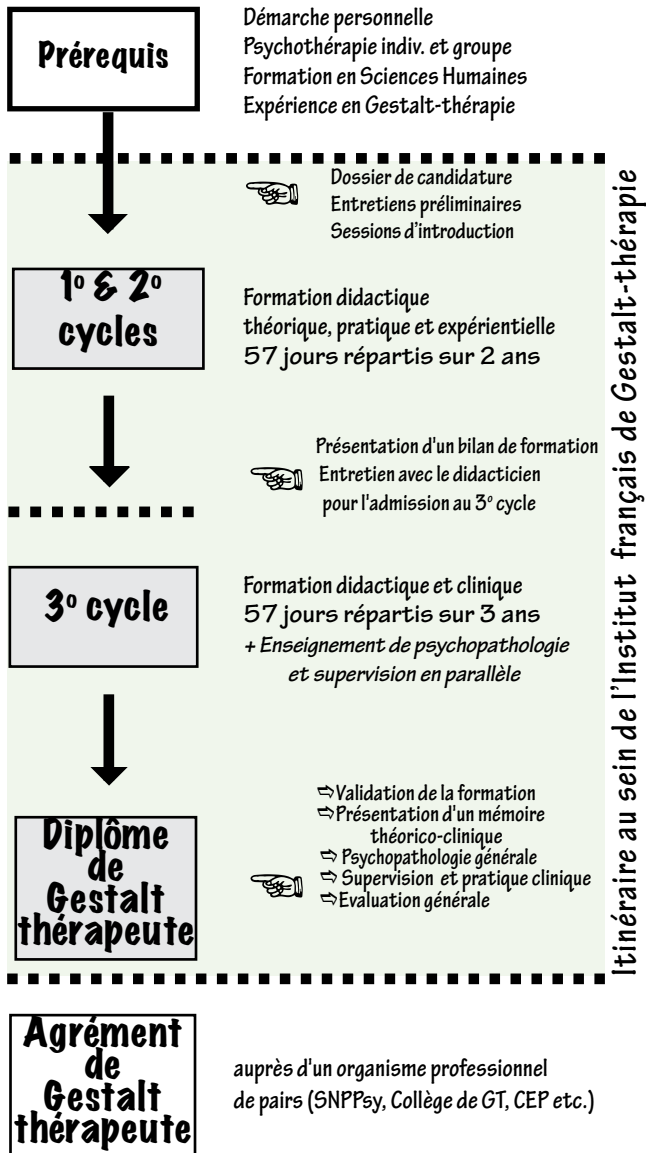 Prérequis
Démarche personnelle
Psychothérapie indiv. et groupe
Formation en Sciences Humaines
Expérience en Gestalt-thérapie
Dossier de candidature
Entretiens préliminaires
Sessions d'introduction
1º & 2º
cycles
Formation didactique
théorique, pratique et expérientielle
57 jours répartis sur 2 ans
Présentation d'un bilan de formation
Entretien avec le didacticien
pour l'admission au 3º cycle
3º cycle
Formation didactique et clinique
57 jours répartis sur 3 ans
+ Enseignement de psychopathologie
et supervision en parallèle
Diplôme
de
Gestalt
thérapeute
⇨Validation de la formation
⇨Présentation d'un mémoire
théorico-clinique
⇨ Psychopathologie générale
⇨ Supervision et pratique clinique
⇨Evaluation générale
Itinéraire au sein de l'Institut français de Gestalt-thérapie
Agrément
de
Gestalt
thérapeute
auprès d'un organisme professionnel
de pairs (SNPPsy, Collège de GT, CEP etc.)